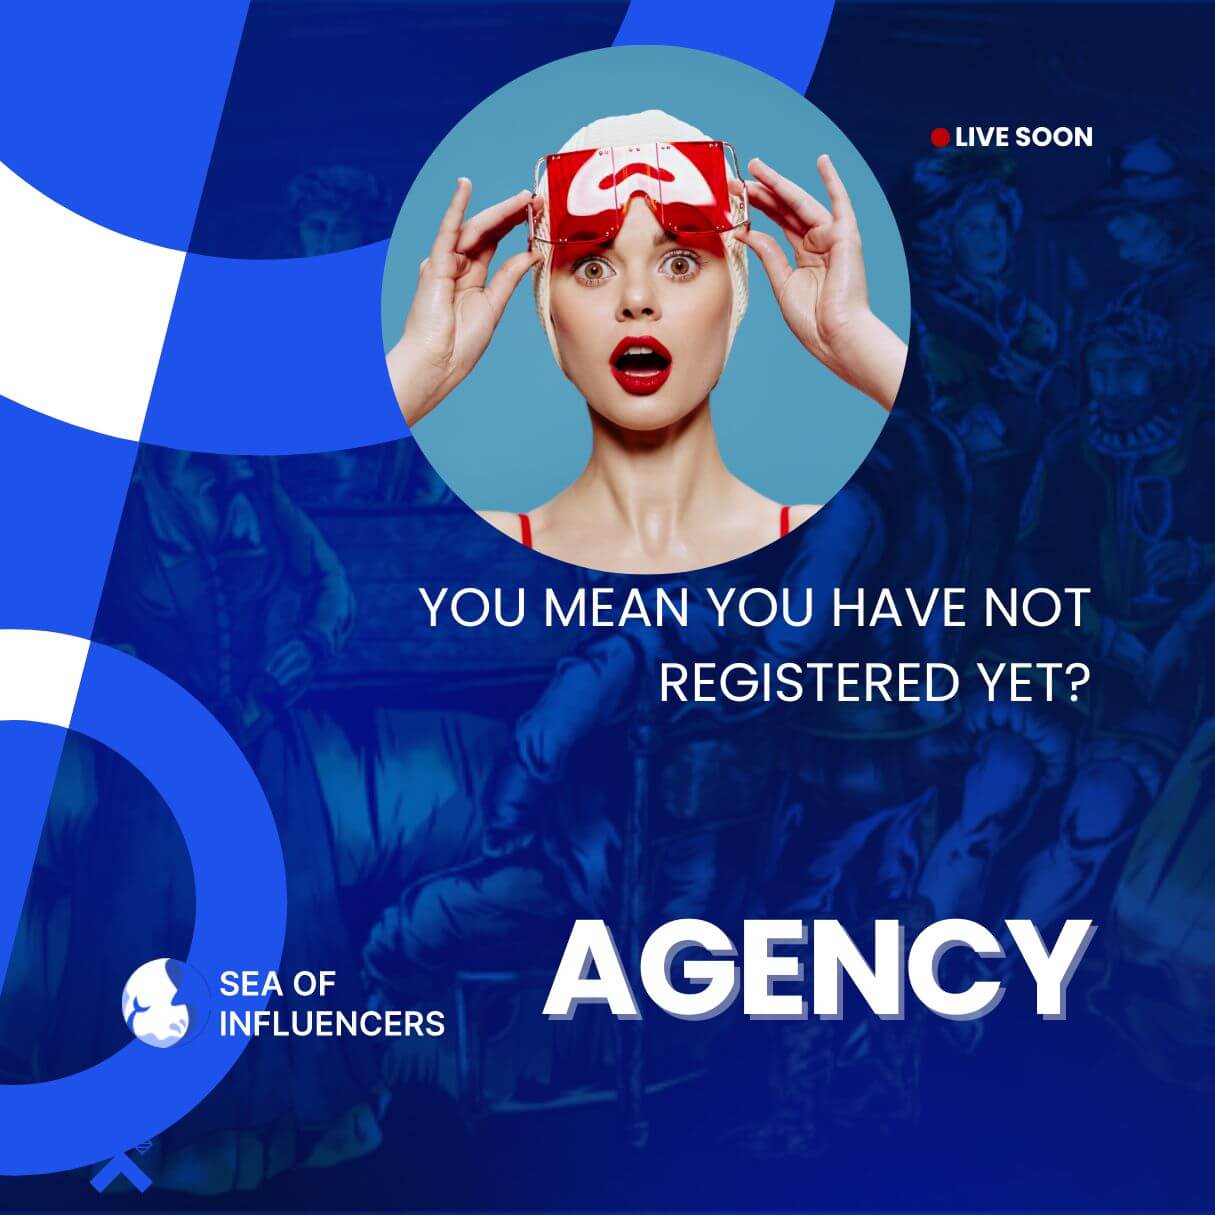 LIVE SOON
YOU MEAN YOU HAVE NOT
REGISTERED YET?
AGENCY
SEA OF
INFLUENCERS